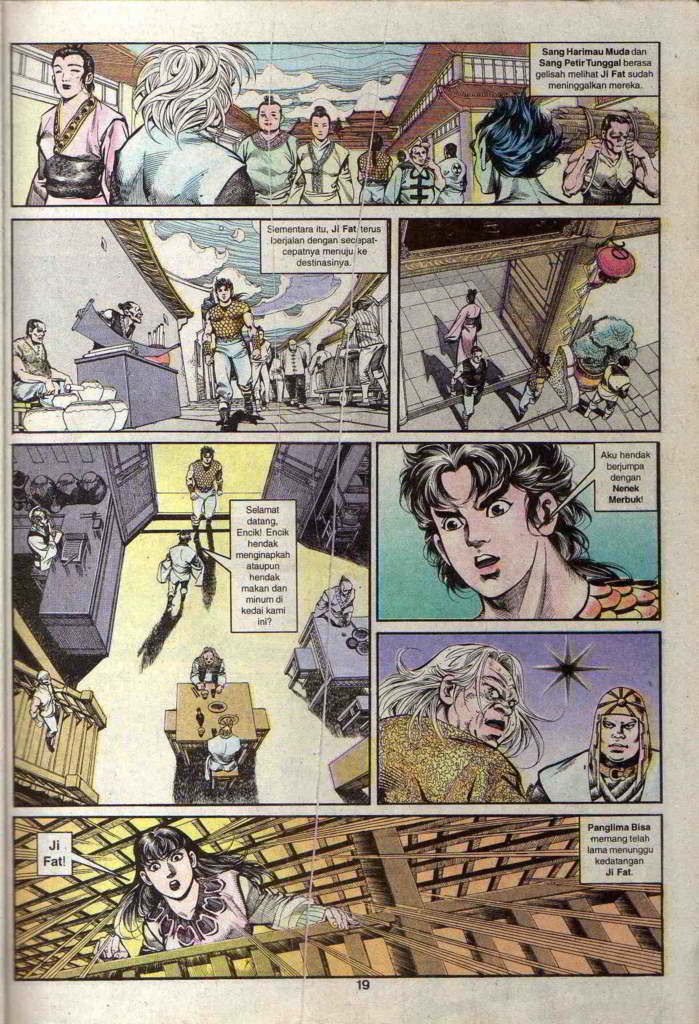 Sang Harimau Muda dan
Sang Petir Tunggal berasa
gelisah melihat Ji Fat sudah
meninggalkan mereka.
Sementara itu, Ji Fat terus
berjalan dengan secepat-
cepatnya menuju ke
destinasinya.
Selamat
datang,
Encik! Encik
hendak
menginapkah
ataupun
hendak
makan dan
minum di
kedai kami
ini?
Aku hendak
berjumpa
dengan
Nenek
Merbuk!
Ji
Fat!
Panglima Bisa
memang telah
lama menunggu
kedatangan
Ji Fat.
19